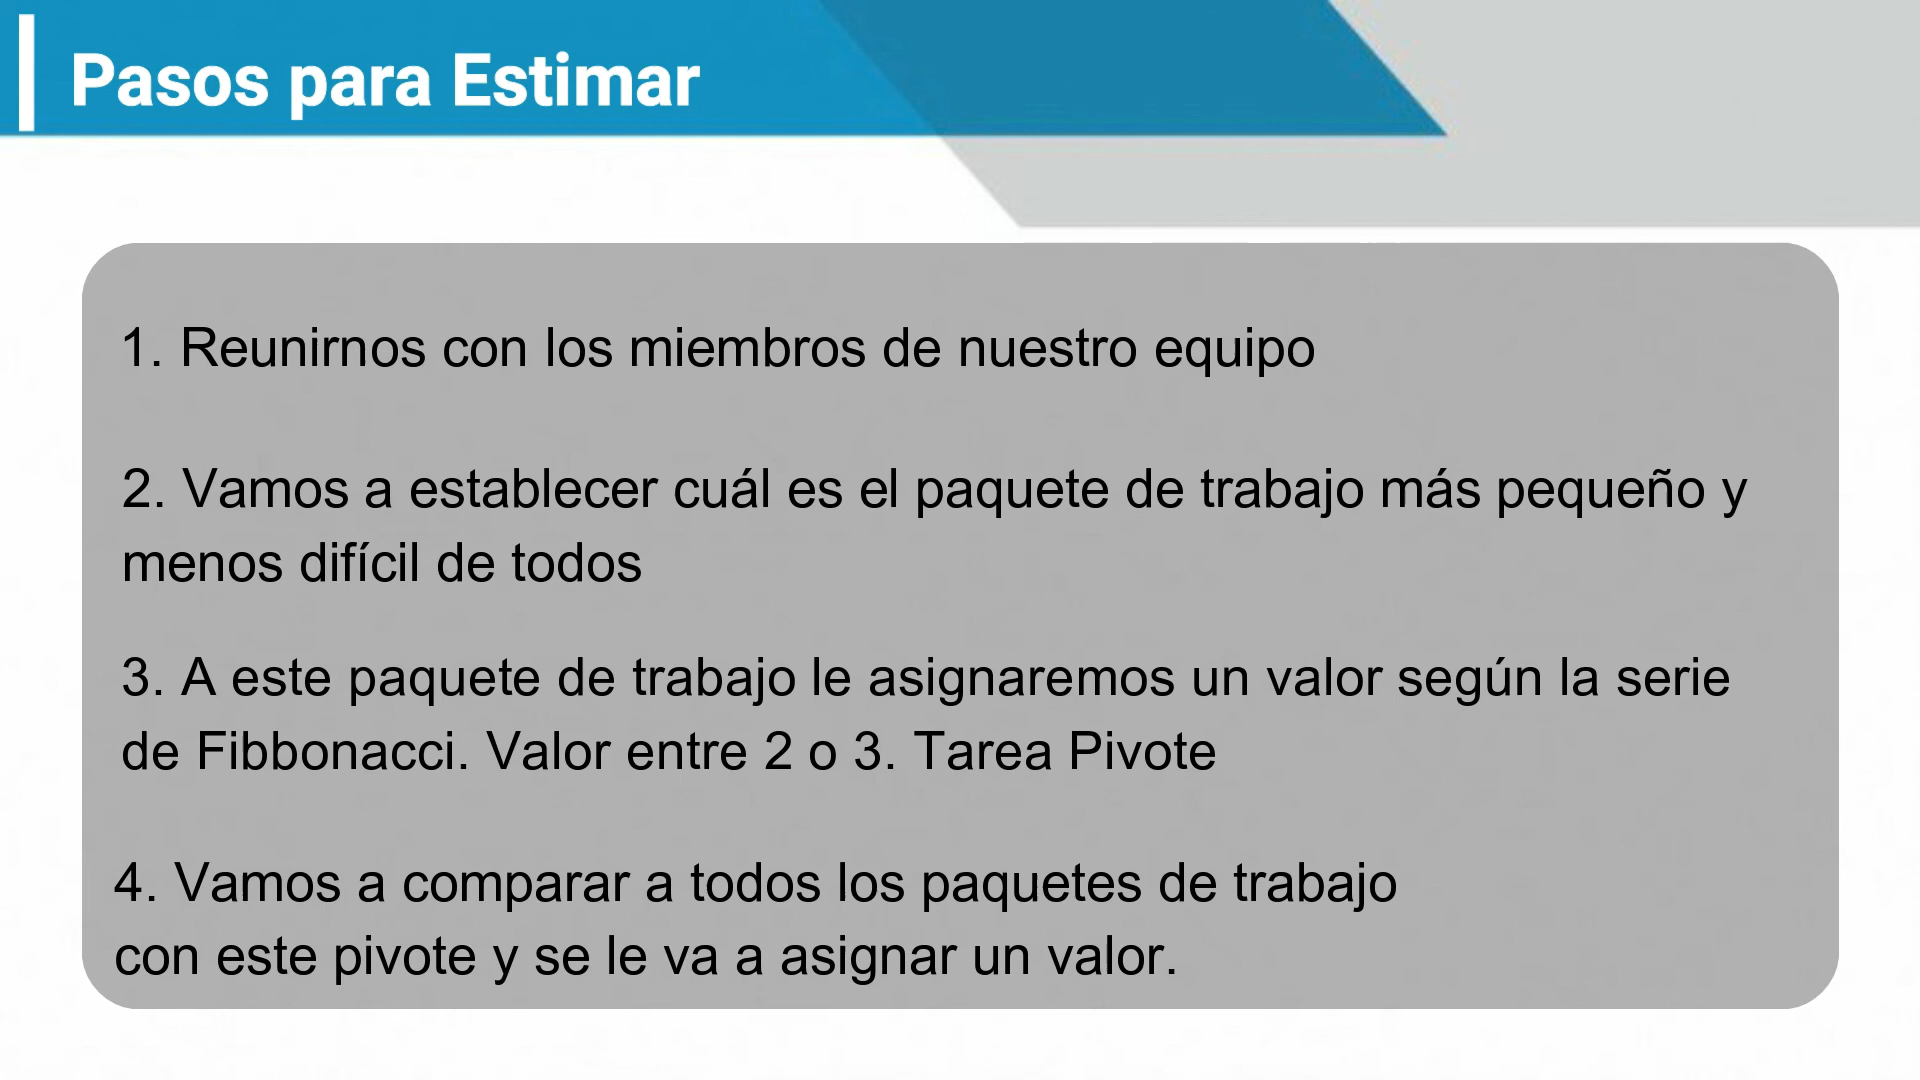 Pasos para Estimar
1. Reunirnos con los miembros de nuestro equipo
2. Vamos a establecer cuál es el paquete de trabajo más pequeño y
menos difícil de todos
3. A este paquete de trabajo le asignaremos un valor según la serie
de Fibbonacci. Valor entre 2 o 3. Tarea Pivote
4. Vamos a comparar a todos los paquetes de trabajo
con este pivote y se le va a asignar un valor.